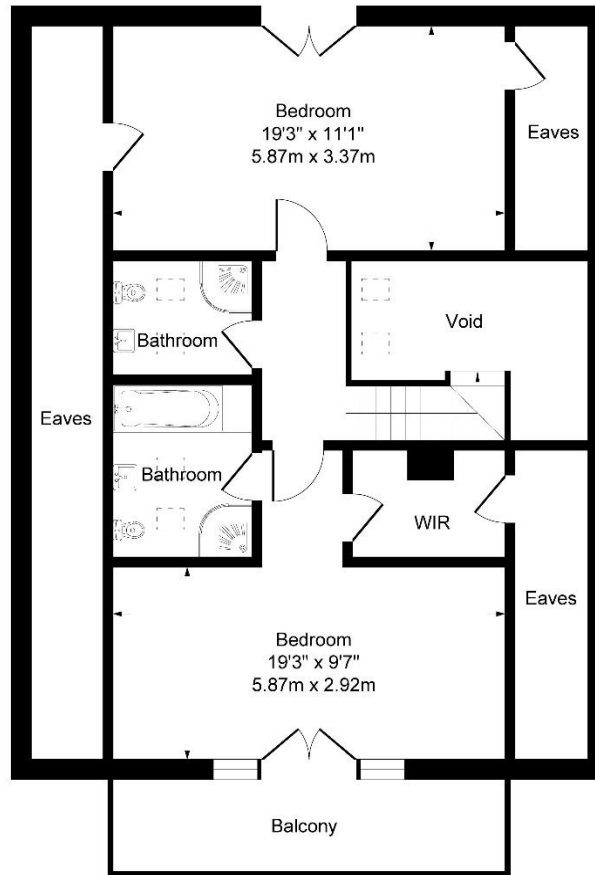 Bedroom
19'3" x 11'1"
5.87m x 3.37m
Eaves
Void
Bathroom
Eaves
Bathroom
WIR
Eaves
Bedroom
19'3" x 9'7"
5.87m x 2.92m
Balcony